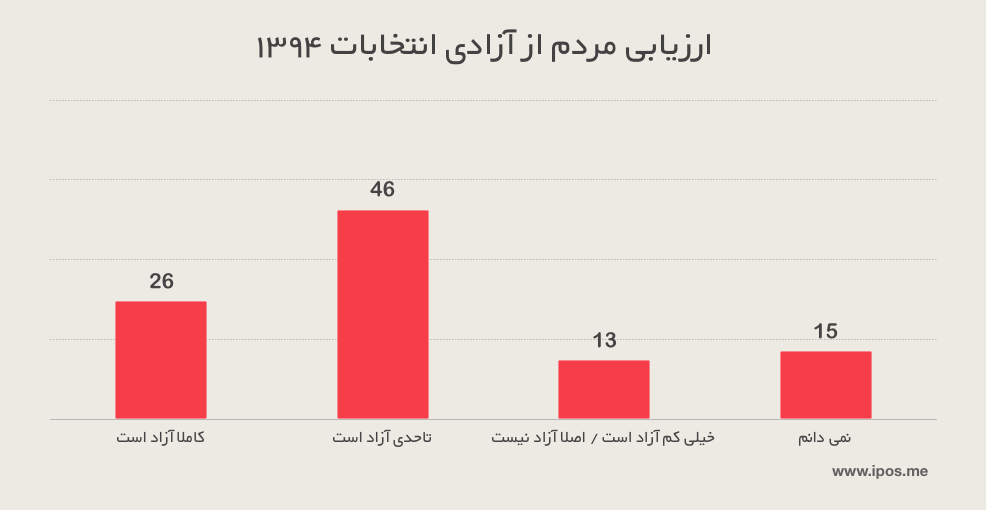 ارزیابی مردم از آزادی انتخابات ۱۳۹۴
46
26
15
13
کاملا آزاد است
تاحدی آزاد است
خیلی کم آزاد است / اصلا آزاد نیست
نمی دانم
www.ipos.me